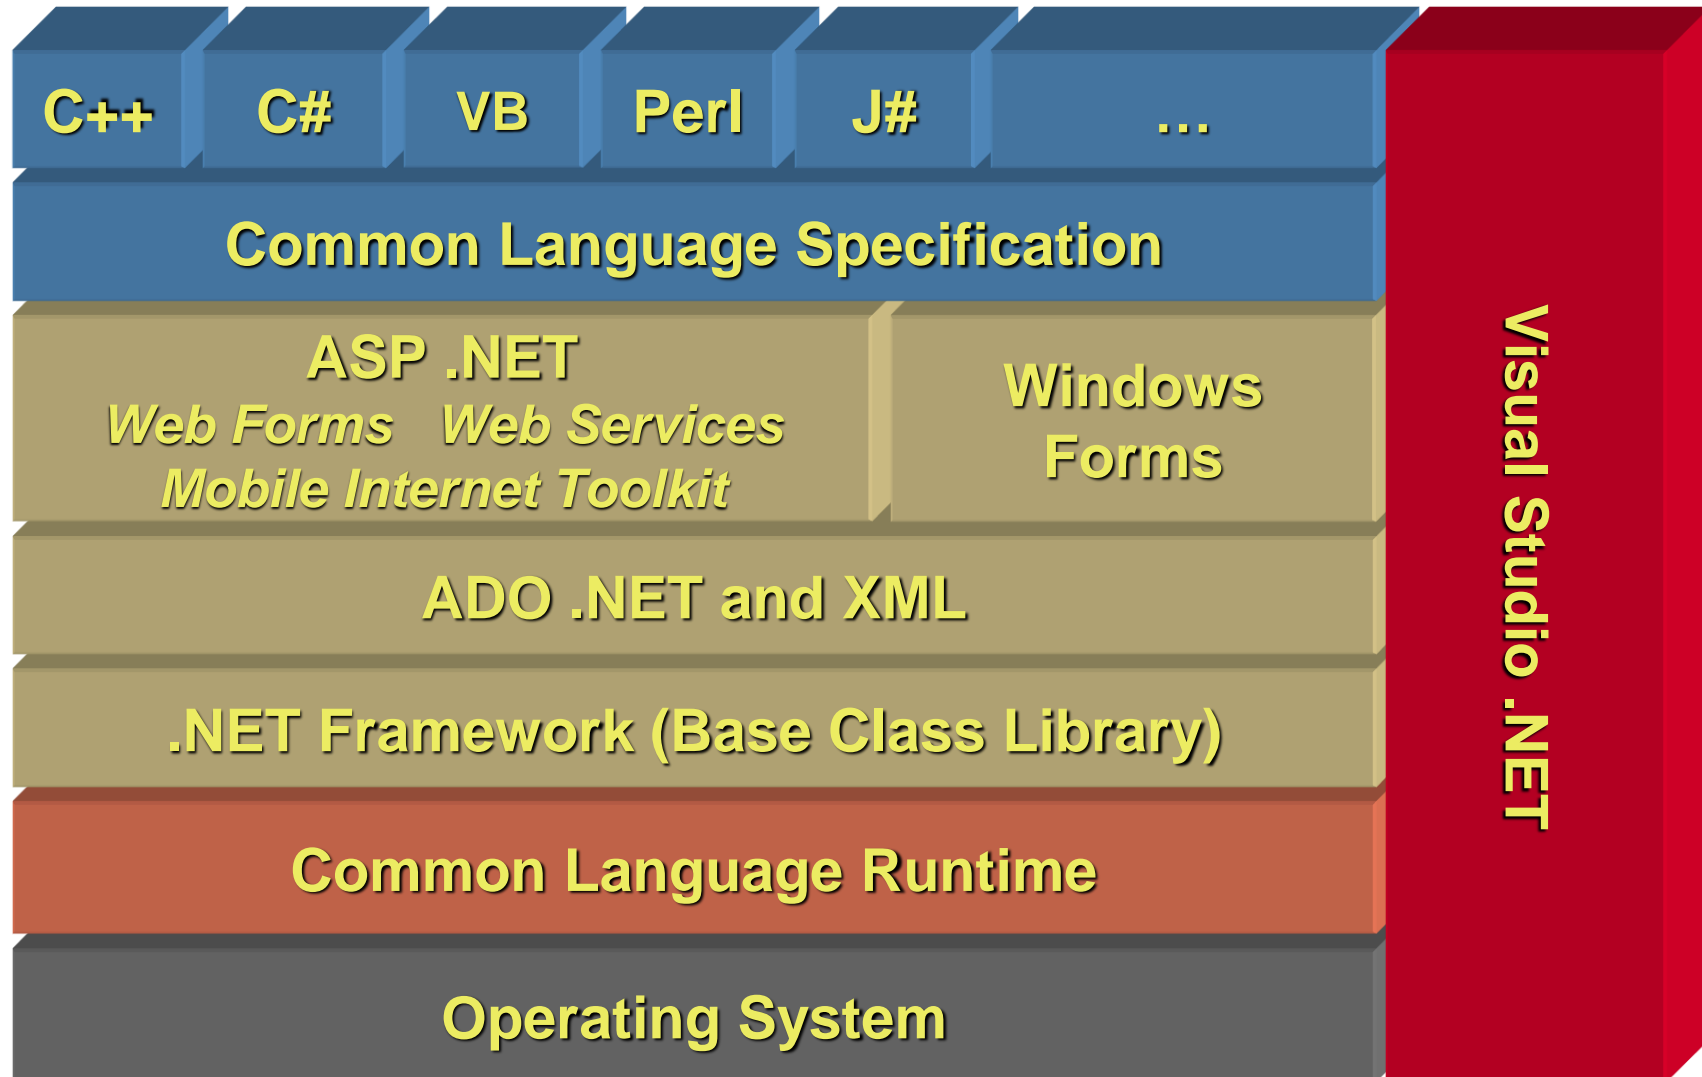 C++ C# VB Perl J# …
Common Language Specification
ASP .NET
Web Forms Web Services
Mobile Internet Toolkit
Windows
Forms
ADO .NET and XML
.NET Framework (Base Class Library)
Common Language Runtime
Operating System
Visual Studio .NET